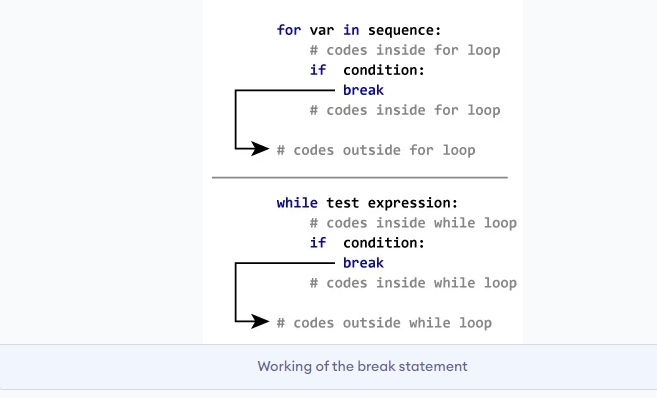 for var in sequence:
# codes inside for loop
if condition:
break
# codes inside for loop
# codes outside for loop
while test expression:
# codes inside while loop
if condition:
break
# codes inside while loop
# codes outside while loop
Working of the break statement